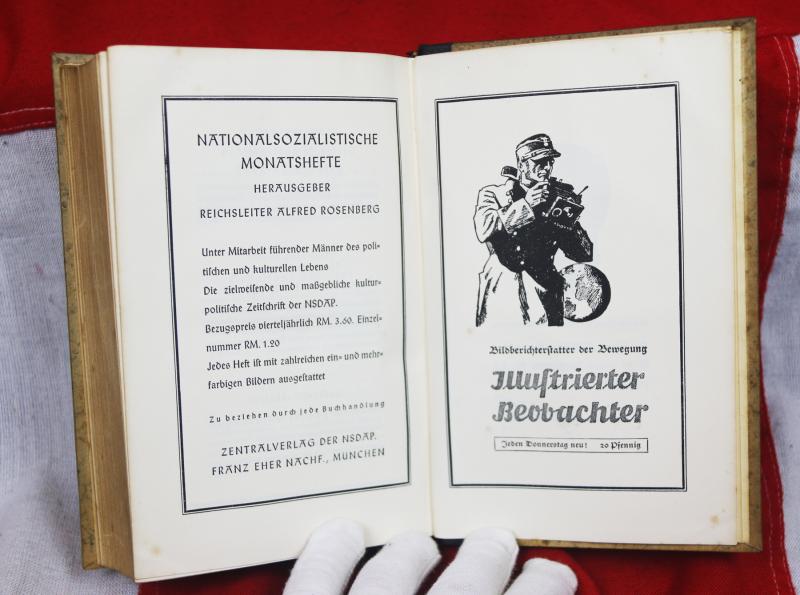 NATIONALSOZIALISTISCHE
MONATSHEFTE
HERAUSGEBER
REICHSLEITER ALFRED ROSENBERG
Unter Mitarbeit führender Männer des poli-
tischen und kulturellen Lebens
Die zielweisende und maßgebliche kultur-
politische Zeitschrift der NSDAP.
Bezugspreis vierteljährlich RM. 3.60. Einzel-
nummer RM. 1.20
Jedes Heft ist mit zahlreichen ein- und mehr-
farbigen Bildern ausgestattet
Zu beziehen durch jede Buchhandlung
ZENTRALVERLAG DER NSDAP.
FRANZ EHER NACHF., MÜNCHEN
Bildberichterstatter der Bewegung
Illustrierter
Beobachter
Jeden Donnerstag neu! 20 Pfennig